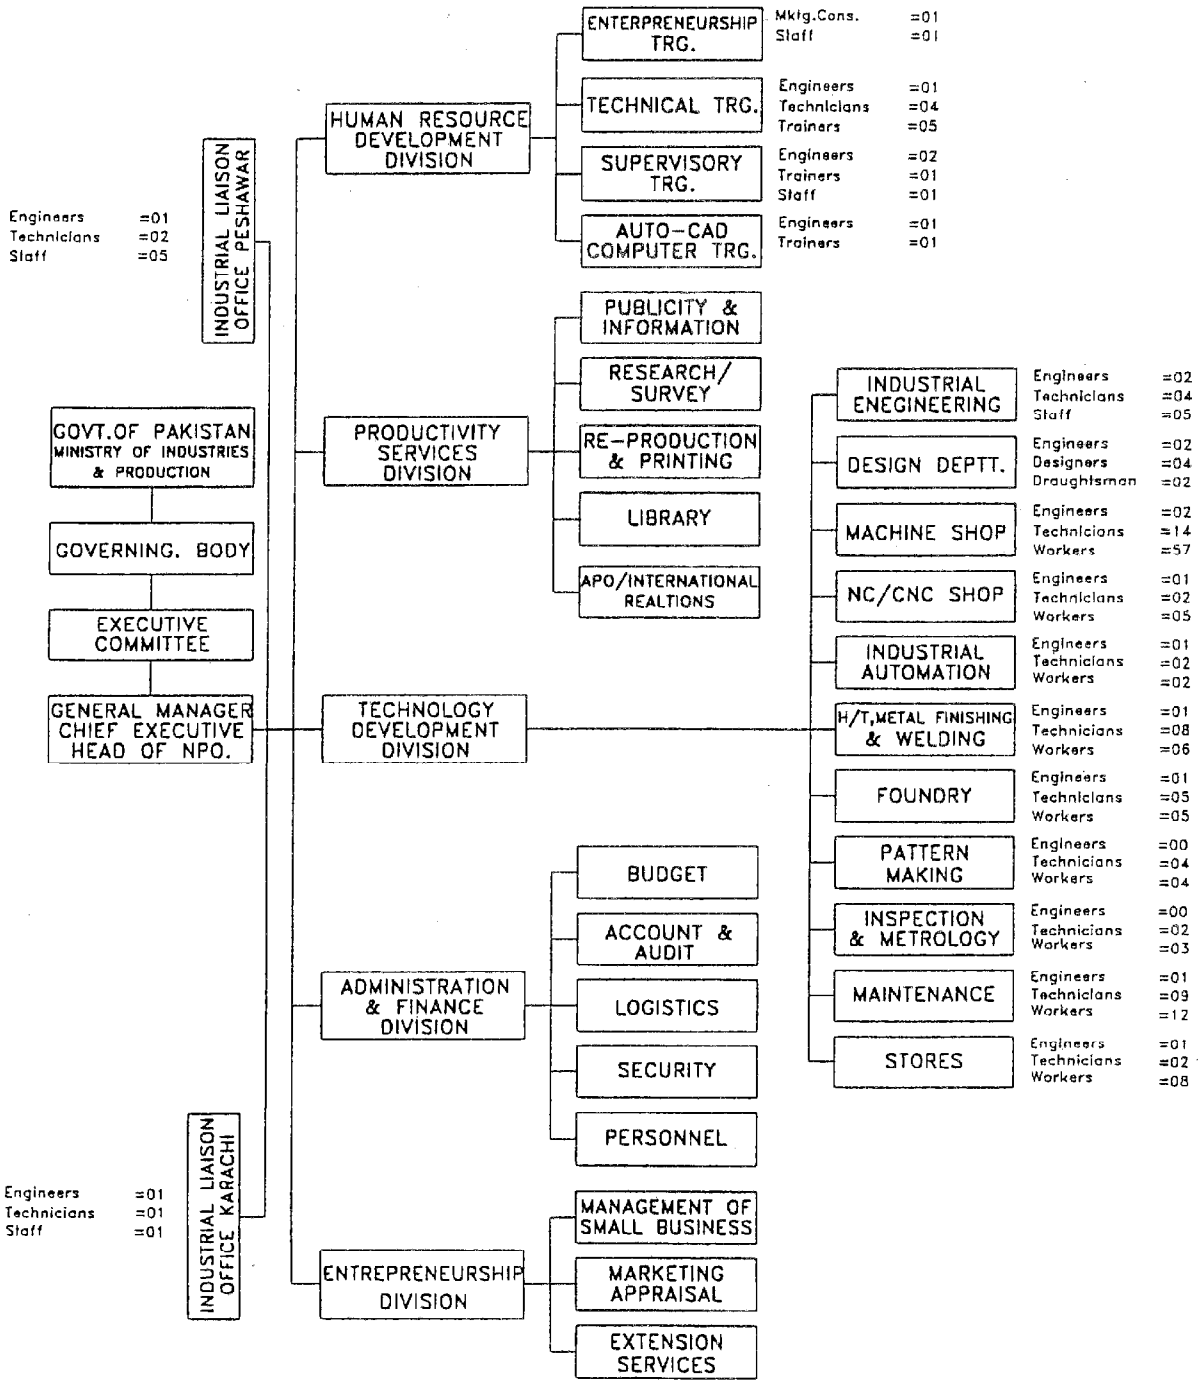 ENTERPRENEURSHIP
TRG.
Mktg.Cons. =01
Staff =01
TECHNICAL TRG.
Engineers =01
Technicians =04
Trainers =05
HUMAN RESOURCE
DEVELOPMENT
DIVISION
SUPERVISORY
TRG.
Engineers =02
Trainers =01
Staff =01
AUTO-CAD
COMPUTER TRG.
Engineers =01
Trainers =01
INDUSTRIAL LIAISON
OFFICE PESHAWAR
Engineers =01
Technicians =02
Staff =05
PUBLICITY &
INFORMATION
RESEARCH/
SURVEY
PRODUCTIVITY
SERVICES
DIVISION
RE-PRODUCTION
& PRINTING
LIBRARY
APO/INTERNATIONAL
REALTIONS
GOVT.OF PAKISTAN
MINISTRY OF INDUSTRIES
& PRODUCTION
GOVERNING. BODY
EXECUTIVE
COMMITTEE
GENERAL MANAGER
CHIEF EXECUTIVE
HEAD OF NPO.
TECHNOLOGY
DEVELOPMENT
DIVISION
INDUSTRIAL
ENEGINEERING
Engineers =02
Technicians =04
Staff =05
DESIGN DEPTT.
Engineers =02
Designers =04
Draughtsman =02
MACHINE SHOP
Engineers =02
Technicians =14
Workers =57
NC/CNC SHOP
Engineers =01
Technicians =02
Workers =05
INDUSTRIAL
AUTOMATION
Engineers =01
Technicians =02
Workers =02
H/T,METAL FINISHING
& WELDING
Engineers =01
Technicians =08
Workers =06
FOUNDRY
Engineers =01
Technicians =05
Workers =05
PATTERN
MAKING
Engineers =00
Technicians =04
Workers =04
INSPECTION
& METROLOGY
Engineers =00
Technicians =02
Workers =03
MAINTENANCE
Engineers =01
Technicians =09
Workers =12
STORES
Engineers =01
Technicians =02
Workers =08
BUDGET
ACCOUNT &
AUDIT
ADMINISTRATION
& FINANCE
DIVISION
LOGISTICS
SECURITY
PERSONNEL
INDUSTRIAL LIAISON
OFFICE KARACHI
Engineers =01
Technicians =01
Staff =01
MANAGEMENT OF
SMALL BUSINESS
ENTREPRENEURSHIP
DIVISION
MARKETING
APPRAISAL
EXTENSION
SERVICES